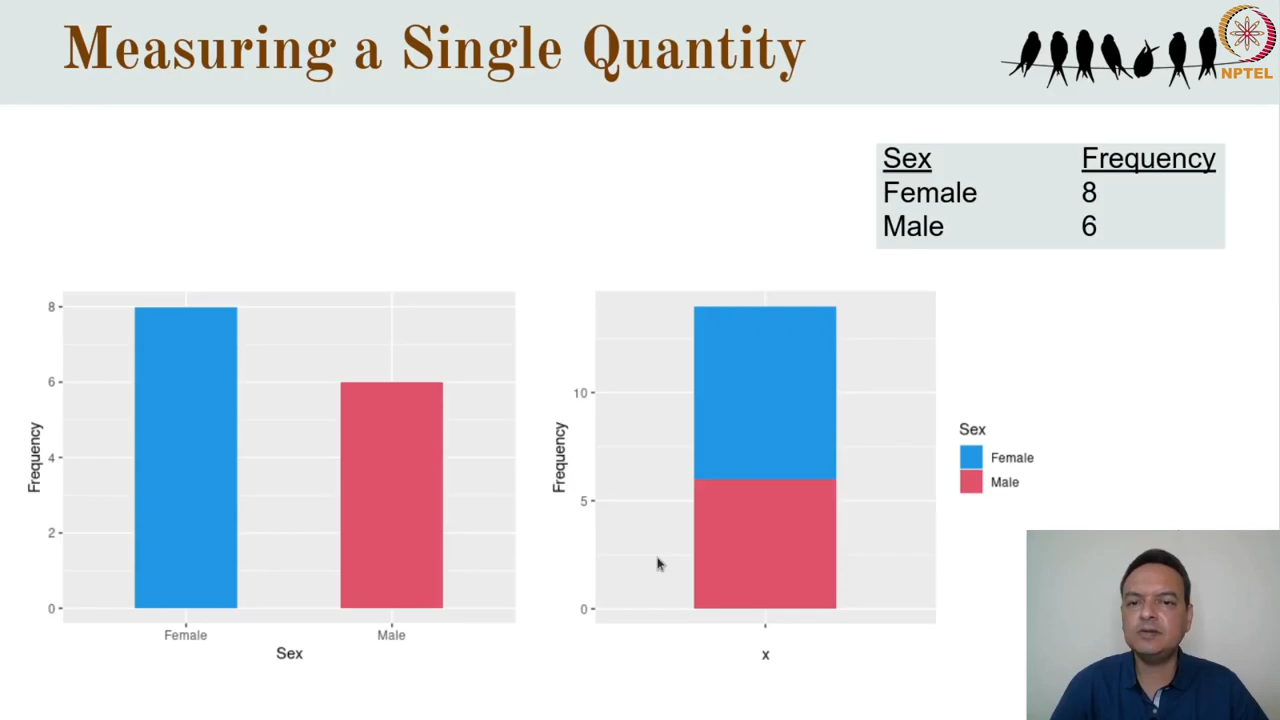 Measuring a Single Quantity
NPTEL
Sex Frequency
Female 8
Male 6
8
6
4
2
0
Frequency
Female Male
Sex
10
5
0
Frequency
x
Sex
Female
Male